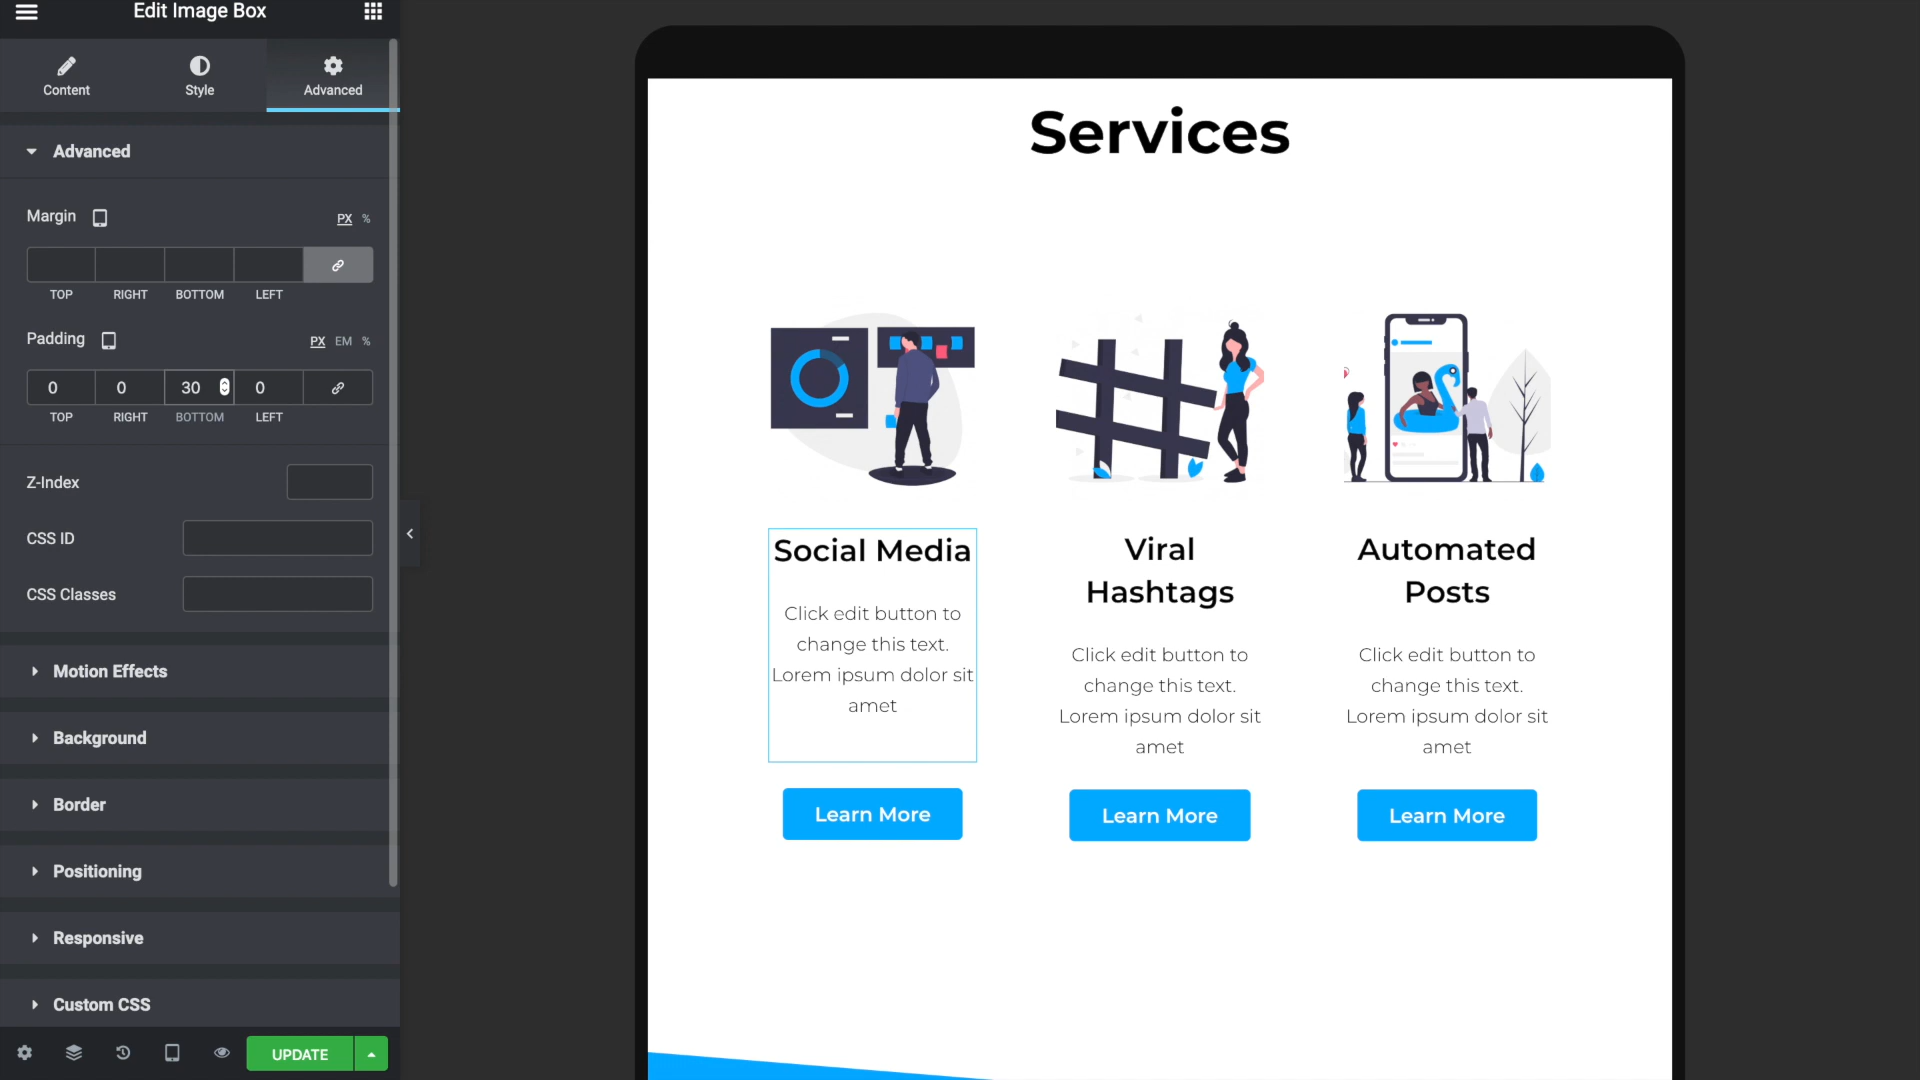 Edit Image Box
Content
Style
Advanced
Advanced
Margin
PX %
TOP RIGHT BOTTOM LEFT
Padding
PX EM %
0 0 30 0
TOP RIGHT BOTTOM LEFT
Z-Index
CSS ID
CSS Classes
Motion Effects
Background
Border
Positioning
Responsive
Custom CSS
UPDATE
Services
Social Media
Click edit button to
change this text.
Lorem ipsum dolor sit
amet
Learn More
Viral
Hashtags
Click edit button to
change this text.
Lorem ipsum dolor sit
amet
Learn More
Automated
Posts
Click edit button to
change this text.
Lorem ipsum dolor sit
amet
Learn More